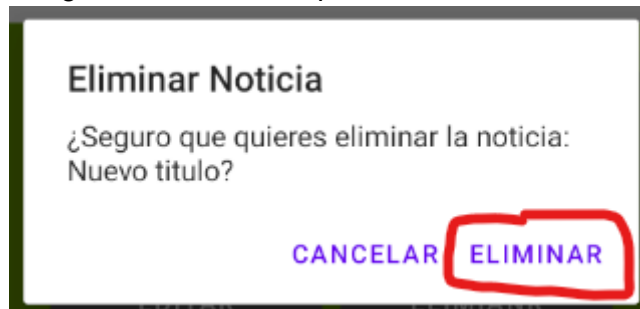 Eliminar Noticia
¿Seguro que quieres eliminar la noticia:
Nuevo titulo?
CANCELAR ELIMINAR